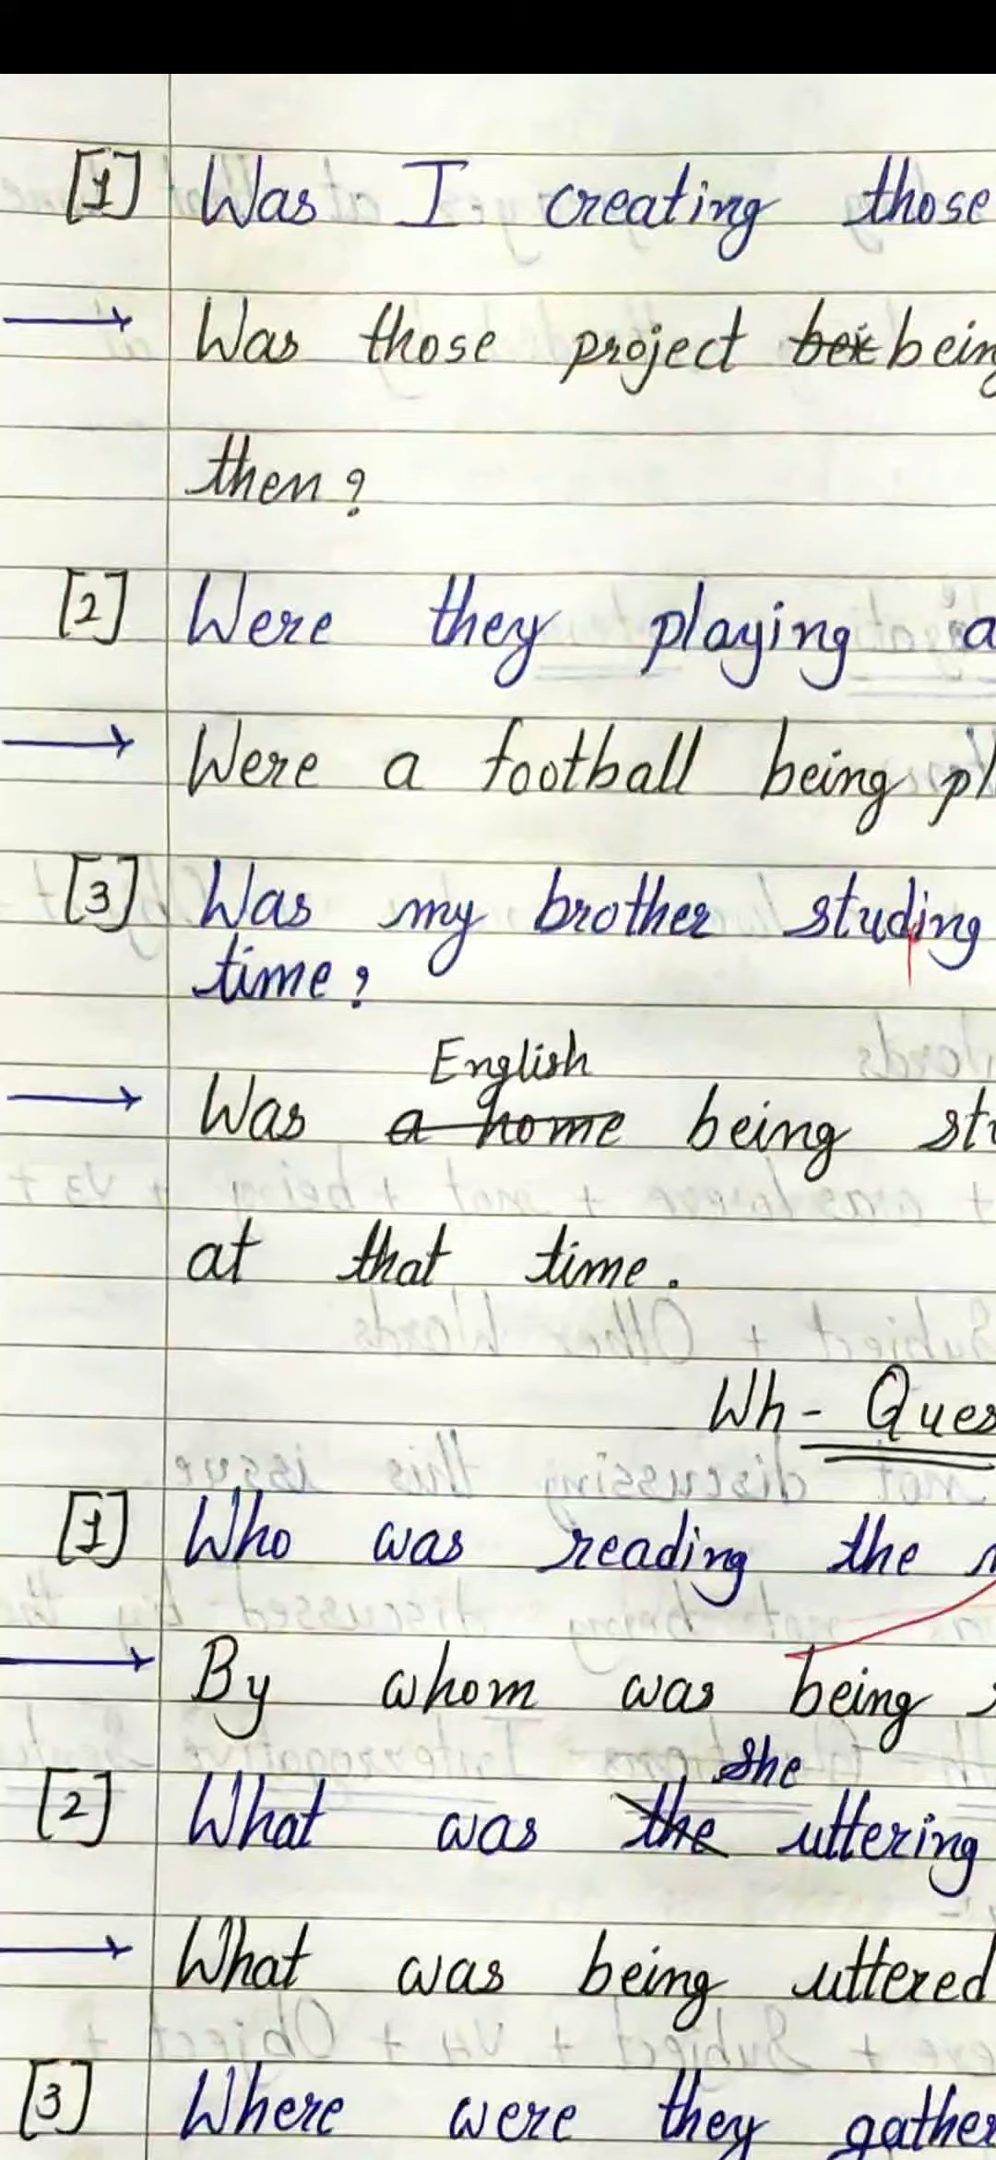 [1] Was I creating those
→ Was those project bei being
then?
[2] Were they playing a
→ Were a football being pl
[3] Was my brother studing
time?
English
→ Was a home being stu
at that time.
Wh - Ques
[1] Who was reading the
→ By whom was being
she
[2] What was the uttering
→ What was being uttered
[3] Where were they gather